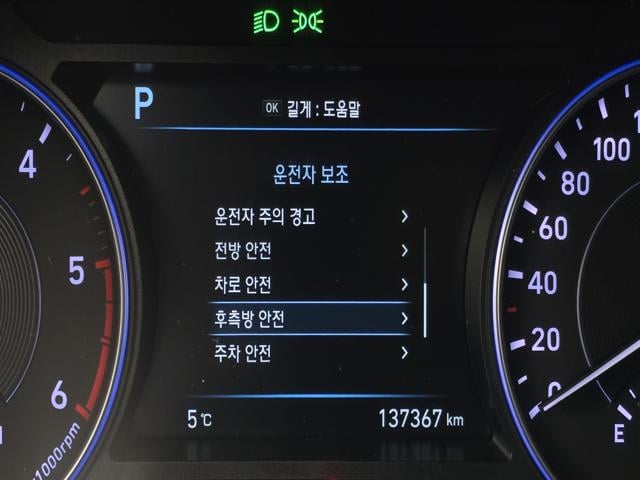 P
OK 길게 : 도움말
운전자 보조
운전자 주의 경고
전방 안전
차로 안전
후측방 안전
주차 안전
5 ℃
137367 km
4
5
6
x1000rpm
100
80
60
40
20
0
E